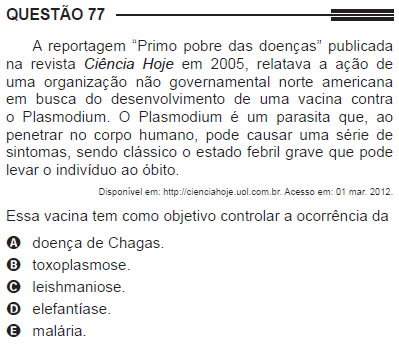 QUESTÃO 77
A reportagem “Primo pobre das doenças” publicada
na revista Ciência Hoje em 2005, relatava a ação de
uma organização não governamental norte americana
em busca do desenvolvimento de uma vacina contra
o Plasmodium. O Plasmodium é um parasita que, ao
penetrar no corpo humano, pode causar uma série de
sintomas, sendo clássico o estado febril grave que pode
levar o indivíduo ao óbito.
Disponível em: http://cienciahoje.uol.com.br. Acesso em: 01 mar. 2012.
Essa vacina tem como objetivo controlar a ocorrência da
A doença de Chagas.
B toxoplasmose.
C leishmaniose.
D elefantíase.
E malária.